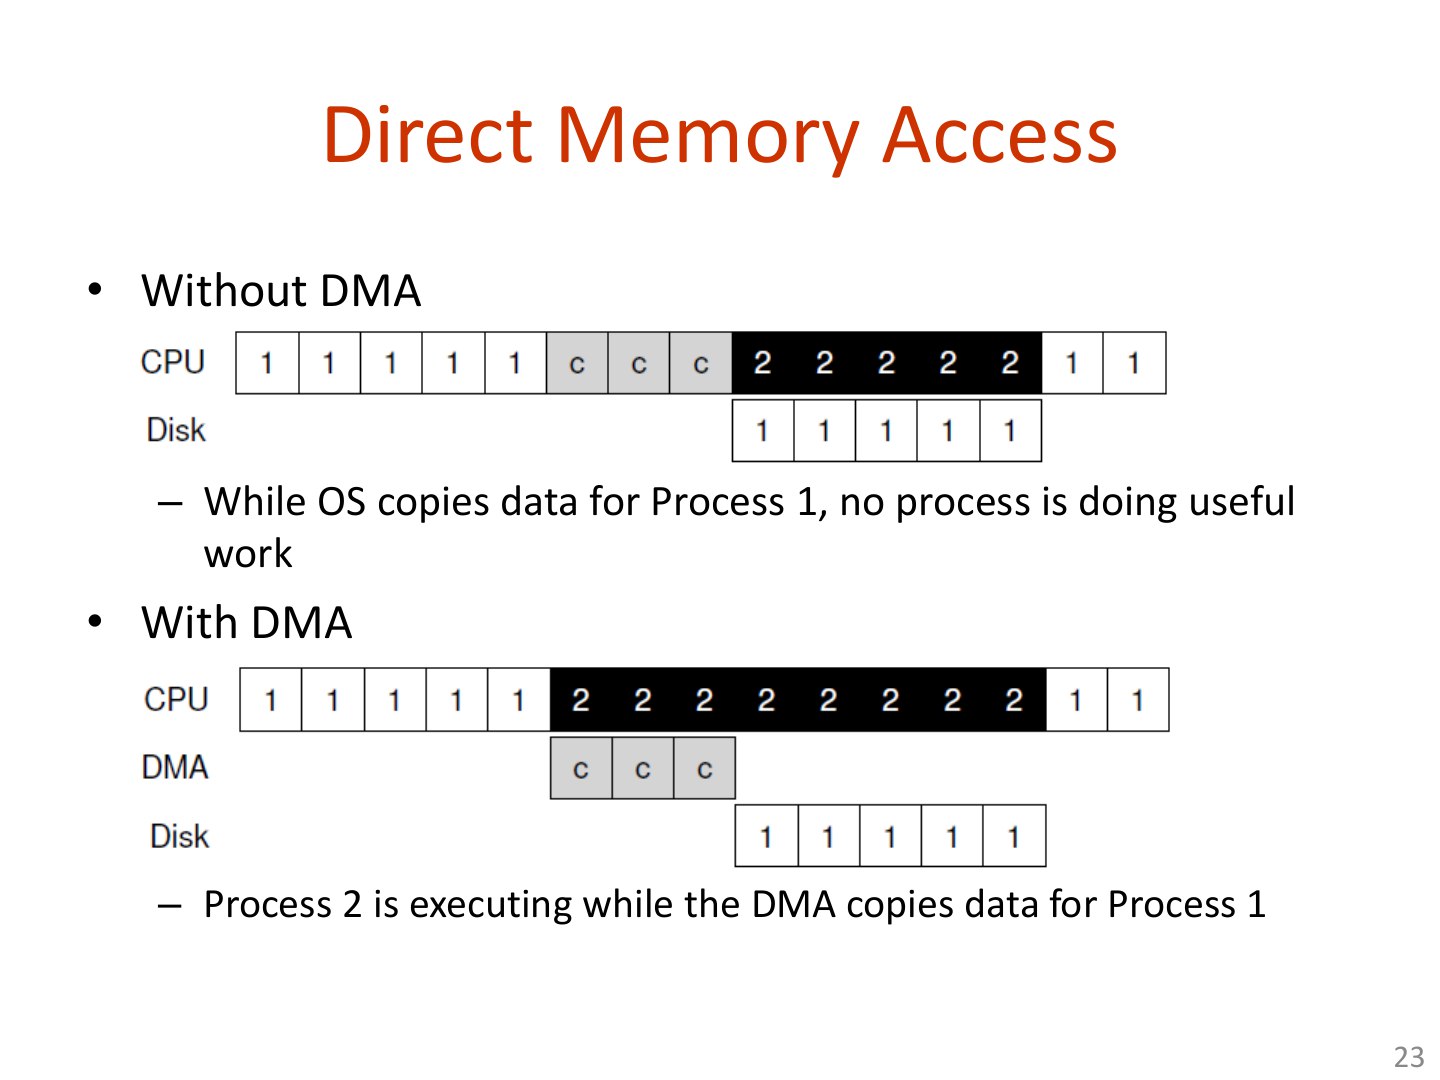 Direct Memory Access
• Without DMA
CPU 1 1 1 1 1 c c c 2 2 2 2 2 1 1
Disk 1 1 1 1 1
– While OS copies data for Process 1, no process is doing useful
work
• With DMA
CPU 1 1 1 1 1 2 2 2 2 2 2 2 2 1 1
DMA c c c
Disk 1 1 1 1 1
– Process 2 is executing while the DMA copies data for Process 1
23